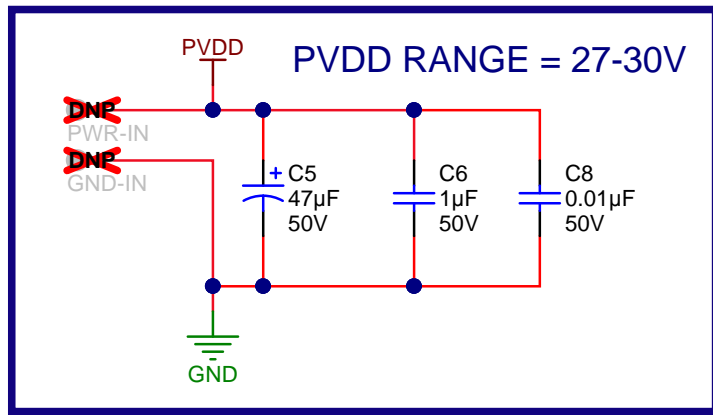 PVDD
PVDD RANGE = 27-30V
DNP
PWR-IN
DNP
GND-IN
+ C5
47µF
50V
C6
1µF
50V
C8
0.01µF
50V
GND